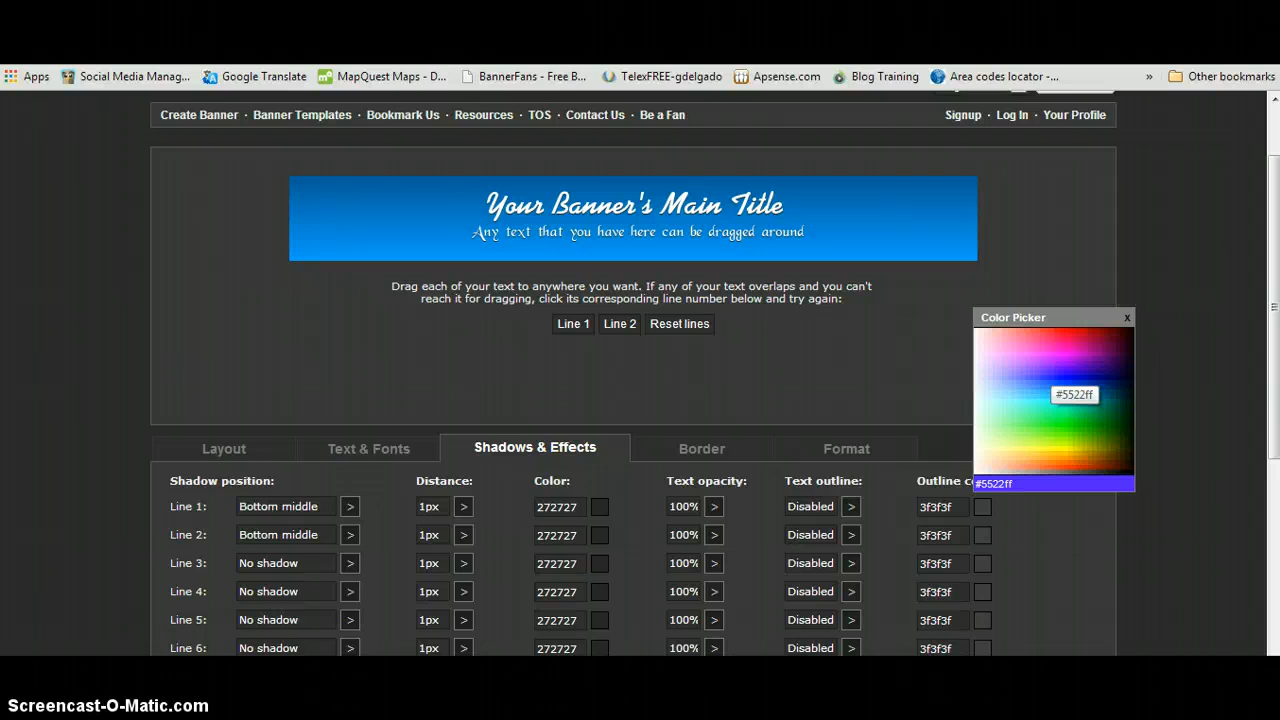 Apps Social Media Manag... Google Translate MapQuest Maps - D... BannerFans - Free B... TelexFREE-gdelgado Apsense.com Blog Training Area codes locator -... » Other bookmarks
Create Banner · Banner Templates · Bookmark Us · Resources · TOS · Contact Us · Be a Fan Signup · Log In · Your Profile
Your Banner's Main Title
Any text that you have here can be dragged around
Drag each of your text to anywhere you want. If any of your text overlaps and you can't
reach it for dragging, click its corresponding line number below and try again:
Line 1 Line 2 Reset lines
Color Picker x
#5522ff
#5522ff
Layout Text & Fonts Shadows & Effects Border Format
Shadow position: Distance: Color: Text opacity: Text outline: Outline c
Line 1: Bottom middle > 1px > 272727 100% > Disabled > 3f3f3f
Line 2: Bottom middle > 1px > 272727 100% > Disabled > 3f3f3f
Line 3: No shadow > 1px > 272727 100% > Disabled > 3f3f3f
Line 4: No shadow > 1px > 272727 100% > Disabled > 3f3f3f
Line 5: No shadow > 1px > 272727 100% > Disabled > 3f3f3f
Line 6: No shadow > 1px > 272727 100% > Disabled > 3f3f3f
Screencast-O-Matic.com